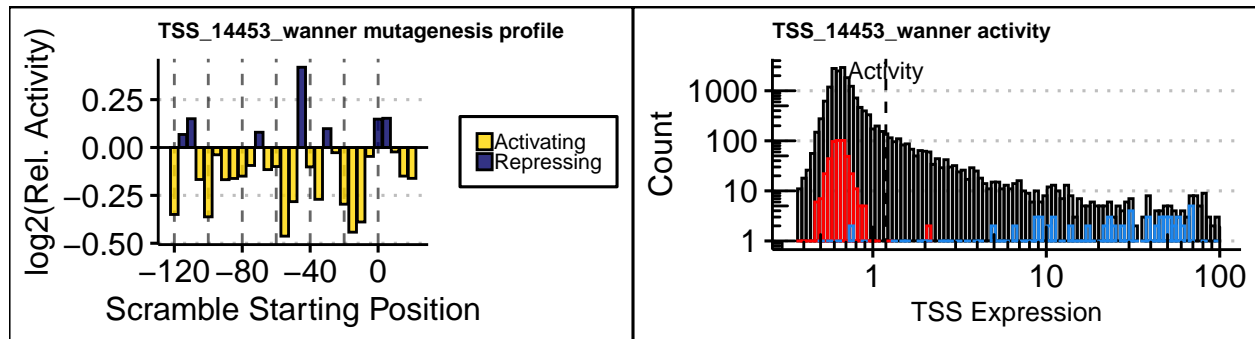 TSS_14453_wanner mutagenesis profile
log2(Rel. Activity)
0.25
0.00
−0.25
−0.50
−120
−80
−40
0
Scramble Starting Position
Activating
Repressing
TSS_14453_wanner activity
Activity
Count
1000
100
10
1
1
10
100
TSS Expression